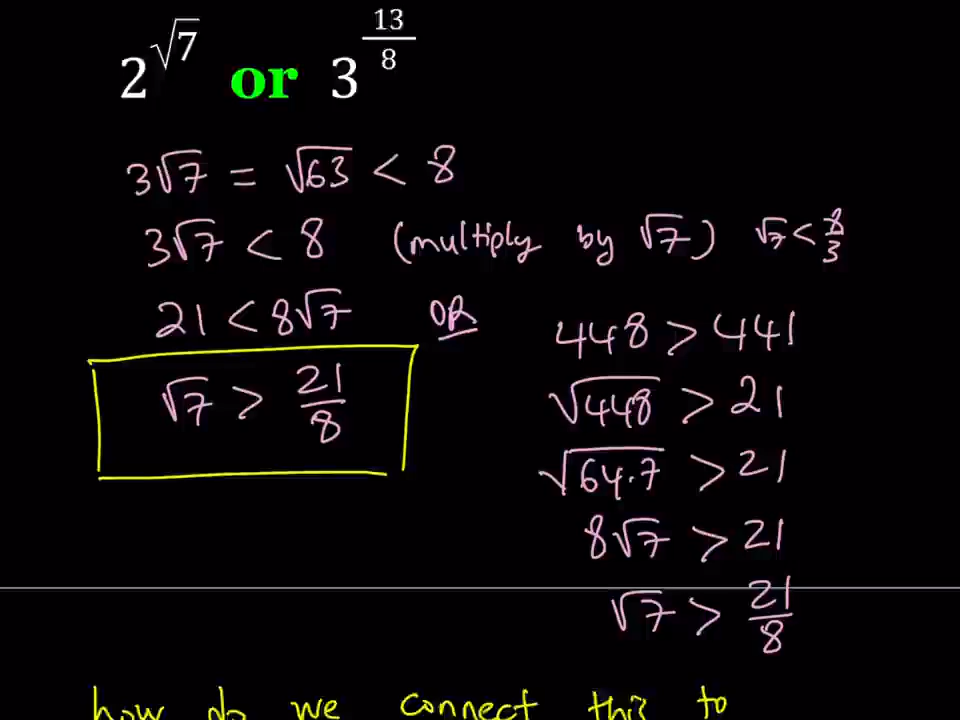 2^√7 or 3^(13/8)
3√7 = √63 < 8
3√7 < 8 (multiply by √7) √7 < 8/3
21 < 8√7 OR
√7 > 21/8
448 > 441
√448 > 21
√64.7 > 21
8√7 > 21
√7 > 21/8
how do we connect this to